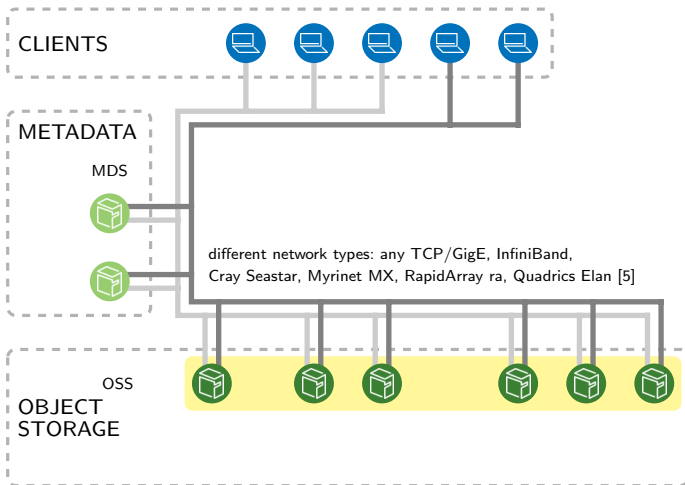 CLIENTS
METADATA
MDS
different network types: any TCP/GigE, InfiniBand,
Cray Seastar, Myrinet MX, RapidArray ra, Quadrics Elan [5]
OSS
OBJECT
STORAGE